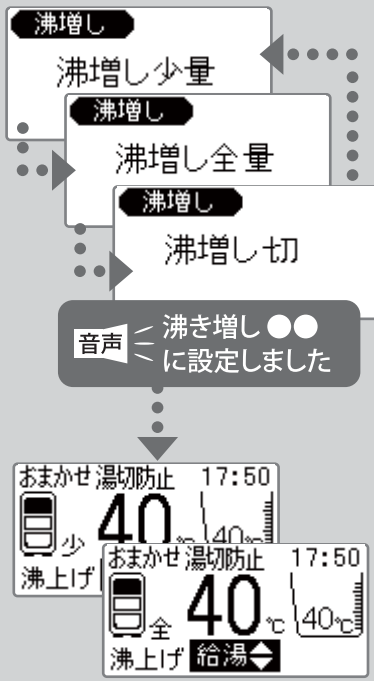 沸増し
沸増し少量
沸増し
沸増し全量
沸増し
沸増し切
音声
沸き増し●●
に設定しました
おまかせ 湯切防止 17:50
少 40℃ 40℃
沸上げ
おまかせ 湯切防止 17:50
全 40℃ 40℃
沸上げ 給湯